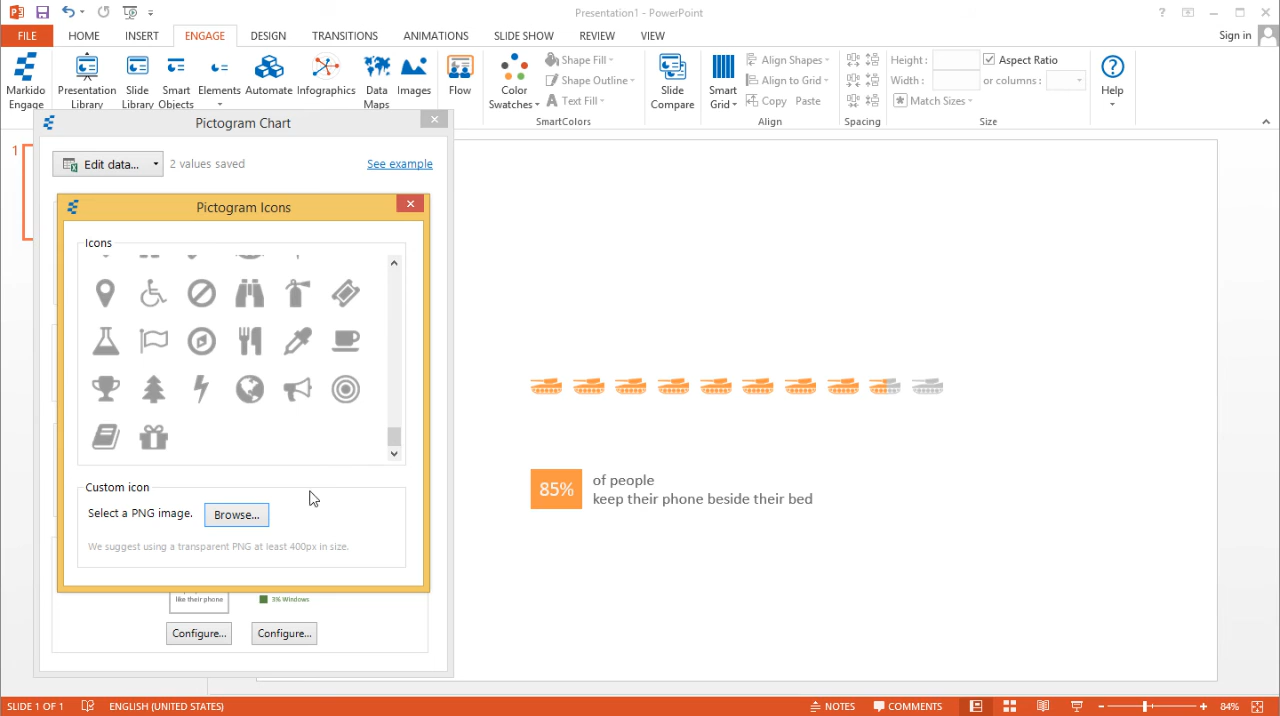 Presentation1 - PowerPoint
FILE HOME INSERT ENGAGE DESIGN TRANSITIONS ANIMATIONS SLIDE SHOW REVIEW VIEW Sign in
Markido Engage
Presentation Library
Slide Library
Smart Objects
Elements
Automate
Infographics
Data Maps
Images
Flow
Color Swatches
Shape Fill
Shape Outline
Text Fill
SmartColors
Slide Compare
Smart Grid
Align Shapes
Align to Grid
Copy Paste
Align
Spacing
Height:
Aspect Ratio
Width:
or columns:
Match Sizes
Size
Help
1
Pictogram Chart
Edit data...
2 values saved
See example
Pictogram Icons
Icons
Custom icon
Select a PNG image.
Browse...
We suggest using a transparent PNG at least 400px in size.
like their phone
3% Windows
Configure...
Configure...
85%
of people
keep their phone beside their bed
SLIDE 1 OF 1
ENGLISH (UNITED STATES)
NOTES
COMMENTS
84%